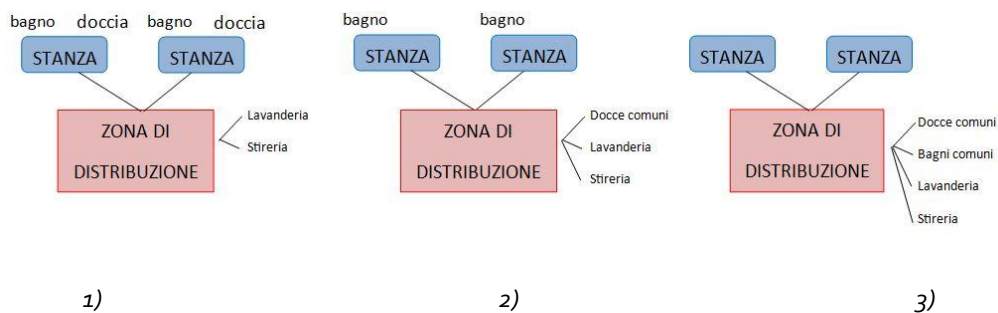 bagno doccia bagno doccia
STANZA STANZA
ZONA DI
DISTRIBUZIONE
Lavanderia
Stireria
1)
bagno bagno
STANZA STANZA
ZONA DI
DISTRIBUZIONE
Docce comuni
Lavanderia
Stireria
2)
STANZA STANZA
ZONA DI
DISTRIBUZIONE
Docce comuni
Bagni comuni
Lavanderia
Stireria
3)